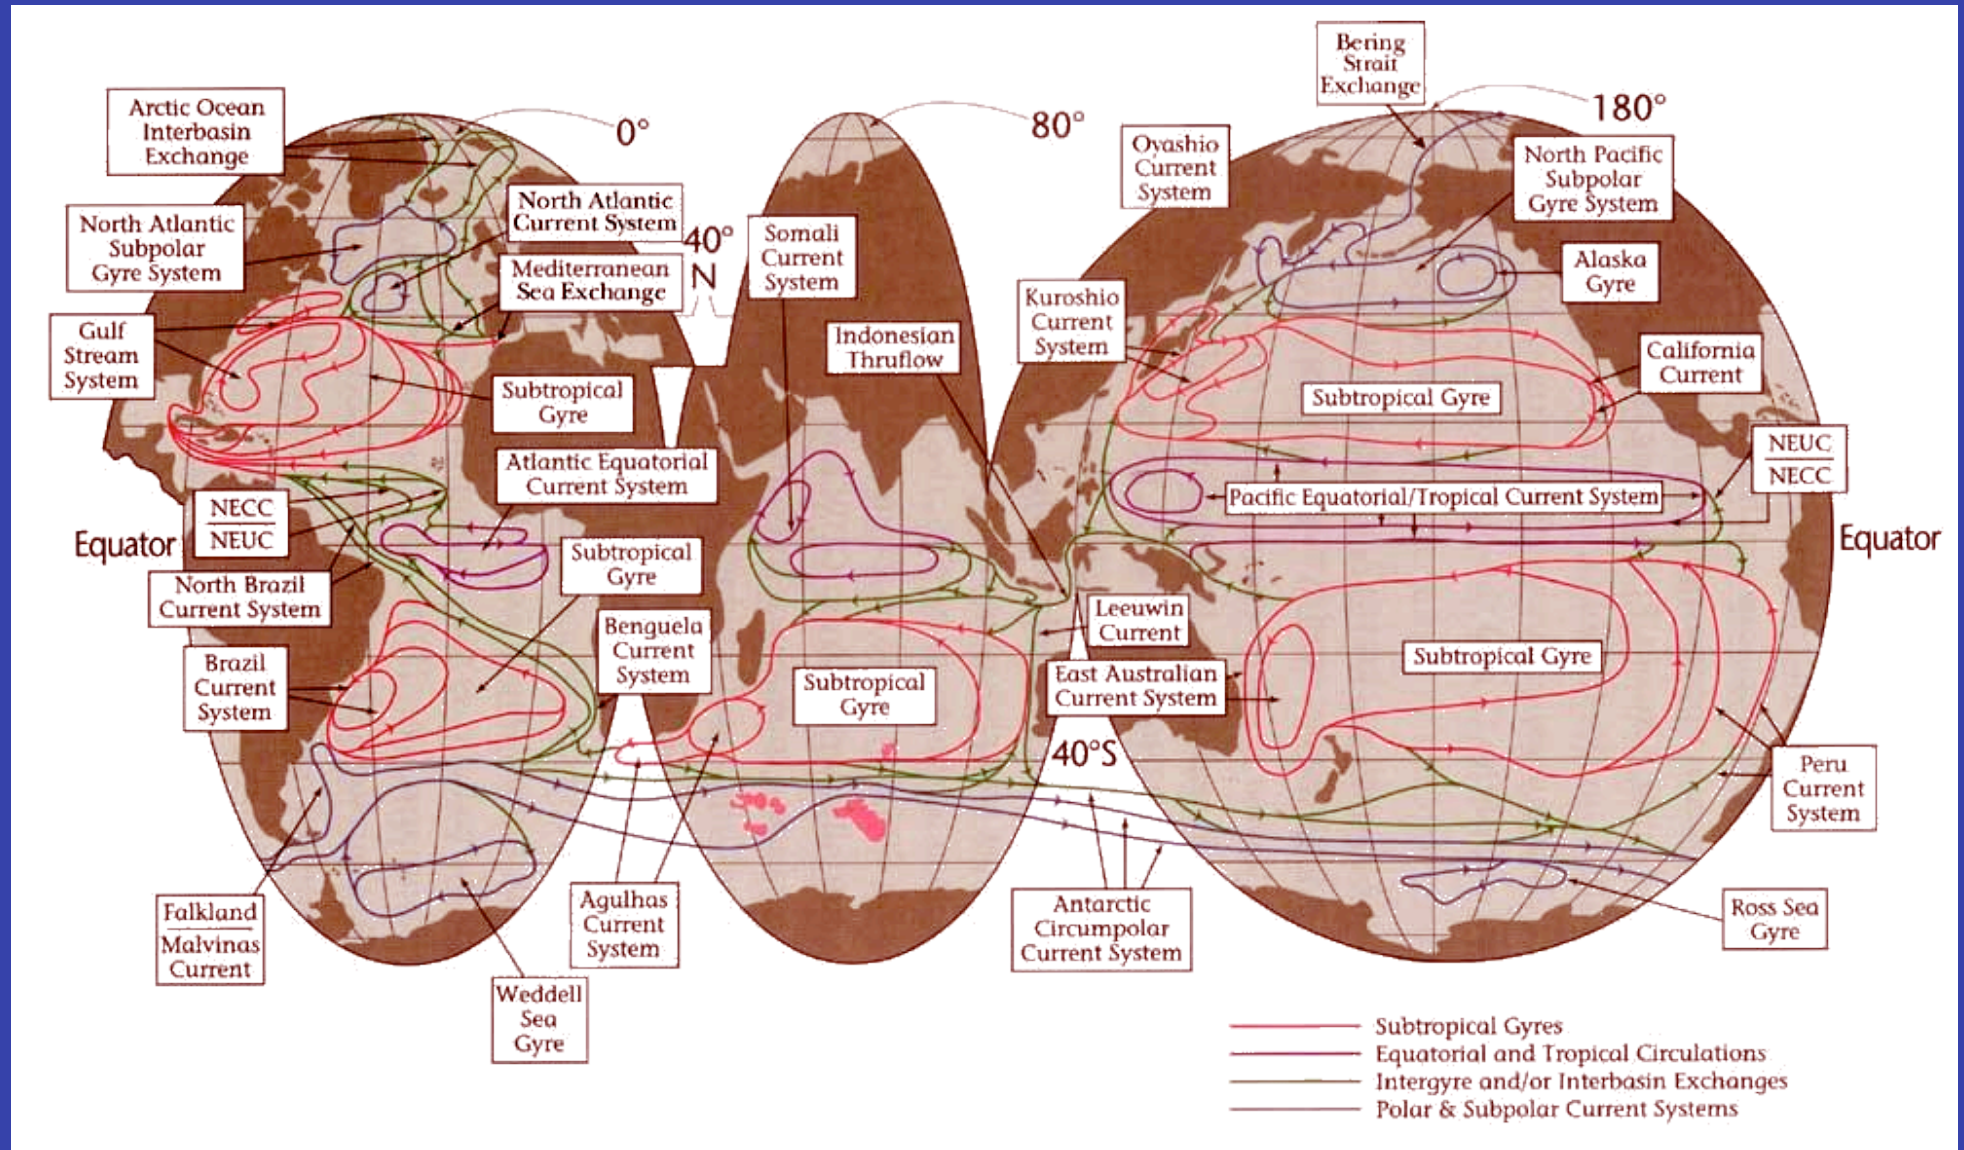 Bering
Strait
Exchange
Arctic Ocean
Interbasin
Exchange
0°
80°
180°
Oyashio
Current
System
North Pacific
Subpolar
Gyre System
North Atlantic
Current System
North Atlantic
Subpolar
Gyre System
40°
N
Somali
Current
System
Mediterranean
Sea Exchange
Alaska
Gyre
Kuroshio
Current
System
Gulf
Stream
System
Indonesian
Thruflow
California
Current
Subtropical
Gyre
Subtropical Gyre
NEUC
NECC
Atlantic Equatorial
Current System
Pacific Equatorial/Tropical Current System
NECC
NEUC
Equator
Equator
Subtropical
Gyre
North Brazil
Current System
Leeuwin
Current
Benguela
Current
System
Brazil
Current
System
Subtropical
Gyre
East Australian
Current System
Subtropical Gyre
40°S
Peru
Current
System
Falkland
Malvinas
Current
Agulhas
Current
System
Antarctic
Circumpolar
Current System
Ross Sea
Gyre
Weddell
Sea
Gyre
Subtropical Gyres
Equatorial and Tropical Circulations
Intergyre and/or Interbasin Exchanges
Polar & Subpolar Current Systems